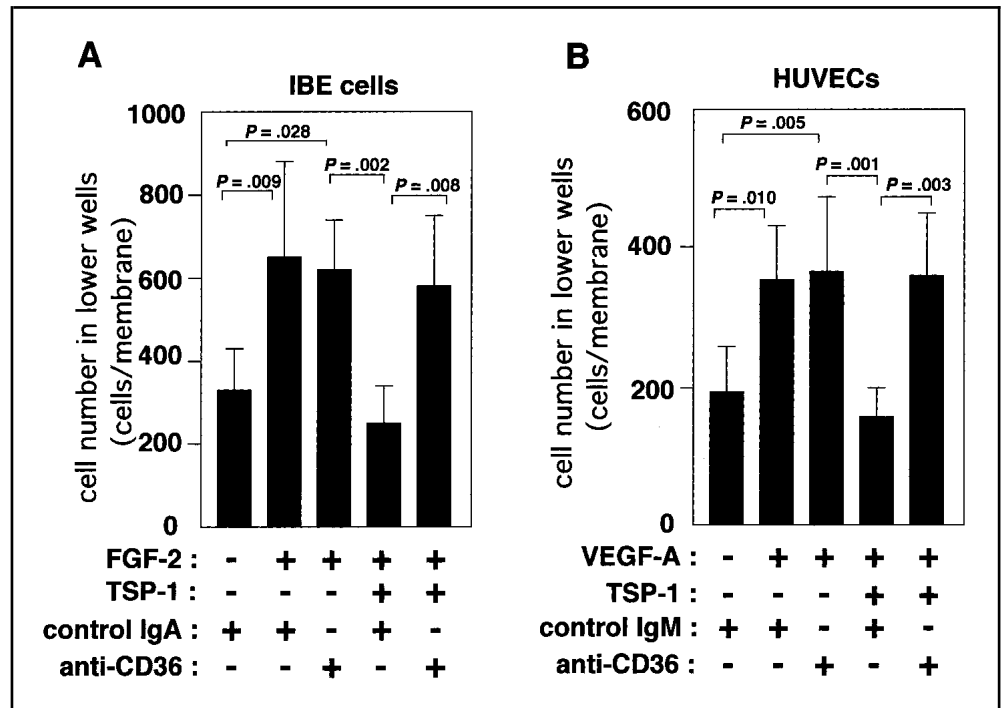 A
IBE cells
cell number in lower wells
(cells/membrane)
1000
800
600
400
200
0
P = .028
P = .009
P = .002
P = .008
FGF-2 : - + + + +
TSP-1 : - - - + +
control IgA : + + - + -
anti-CD36 : - - + - +
B
HUVECs
cell number in lower wells
(cells/membrane)
600
400
200
0
P = .005
P = .010
P = .001
P = .003
VEGF-A : - + + + +
TSP-1 : - - - + +
control IgM : + + - + -
anti-CD36 : - - + - +